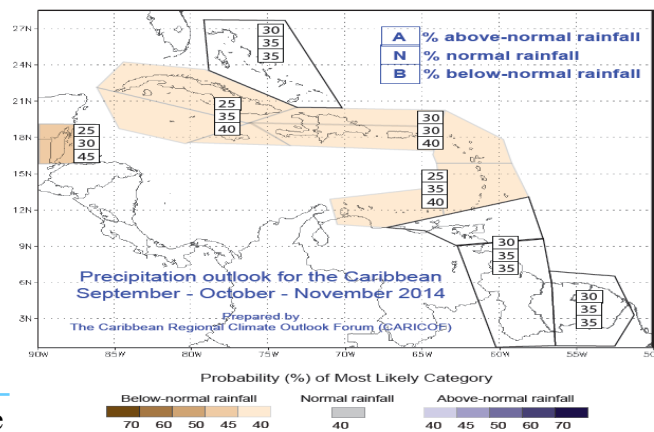 27N
24N
21N
18N
15N
12N
9N
6N
3N
A % above-normal rainfall
N % normal rainfall
B % below-normal rainfall
30
35
35
25
35
40
30
30
40
25
30
45
25
35
40
30
35
35
30
35
35
Precipitation outlook for the Caribbean
September - October - November 2014
Prepared by
The Caribbean Regional Climate Outlook Forum (CARICOF)
90W 85W 80W 75W 70W 65W 60W 55W
Probability (%) of Most Likely Category
Below-normal rainfall Normal rainfall Above-normal rainfall
70 60 50 45 40 40 40 45 50 60 70